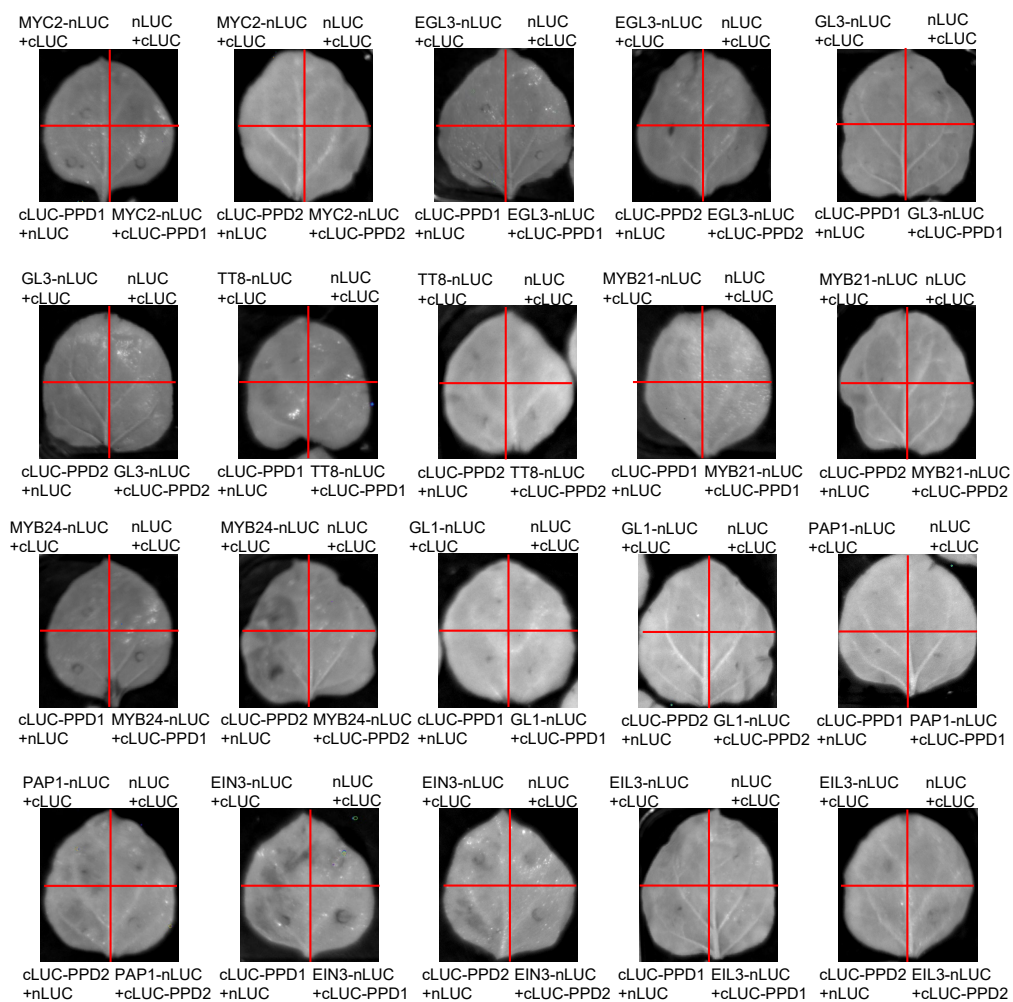 MYC2-nLUC nLUC MYC2-nLUC nLUC EGL3-nLUC nLUC EGL3-nLUC nLUC GL3-nLUC nLUC
+cLUC +cLUC +cLUC +cLUC +cLUC +cLUC +cLUC +cLUC +cLUC +cLUC
cLUC-PPD1 MYC2-nLUC cLUC-PPD2 MYC2-nLUC cLUC-PPD1 EGL3-nLUC cLUC-PPD2 EGL3-nLUC cLUC-PPD1 GL3-nLUC
+nLUC +cLUC-PPD1 +nLUC +cLUC-PPD2 +nLUC +cLUC-PPD1 +nLUC +cLUC-PPD2 +nLUC +cLUC-PPD1
GL3-nLUC nLUC TT8-nLUC nLUC TT8-nLUC nLUC MYB21-nLUC nLUC MYB21-nLUC nLUC
+cLUC +cLUC +cLUC +cLUC +cLUC +cLUC +cLUC +cLUC +cLUC +cLUC
cLUC-PPD2 GL3-nLUC cLUC-PPD1 TT8-nLUC cLUC-PPD2 TT8-nLUC cLUC-PPD1 MYB21-nLUC cLUC-PPD2 MYB21-nLUC
+nLUC +cLUC-PPD2 +nLUC +cLUC-PPD1 +nLUC +cLUC-PPD2 +nLUC +cLUC-PPD1 +nLUC +cLUC-PPD2
MYB24-nLUC nLUC MYB24-nLUC nLUC GL1-nLUC nLUC GL1-nLUC nLUC PAP1-nLUC nLUC
+cLUC +cLUC +cLUC +cLUC +cLUC +cLUC +cLUC +cLUC +cLUC +cLUC
cLUC-PPD1 MYB24-nLUC cLUC-PPD2 MYB24-nLUC cLUC-PPD1 GL1-nLUC cLUC-PPD2 GL1-nLUC cLUC-PPD1 PAP1-nLUC
+nLUC +cLUC-PPD1 +nLUC +cLUC-PPD2 +nLUC +cLUC-PPD1 +nLUC +cLUC-PPD2 +nLUC +cLUC-PPD1
PAP1-nLUC nLUC EIN3-nLUC nLUC EIN3-nLUC nLUC EIL3-nLUC nLUC EIL3-nLUC nLUC
+cLUC +cLUC +cLUC +cLUC +cLUC +cLUC +cLUC +cLUC +cLUC +cLUC
cLUC-PPD2 PAP1-nLUC cLUC-PPD1 EIN3-nLUC cLUC-PPD2 EIN3-nLUC cLUC-PPD1 EIL3-nLUC cLUC-PPD2 EIL3-nLUC
+nLUC +cLUC-PPD2 +nLUC +cLUC-PPD1 +nLUC +cLUC-PPD2 +nLUC +cLUC-PPD1 +nLUC +cLUC-PPD2